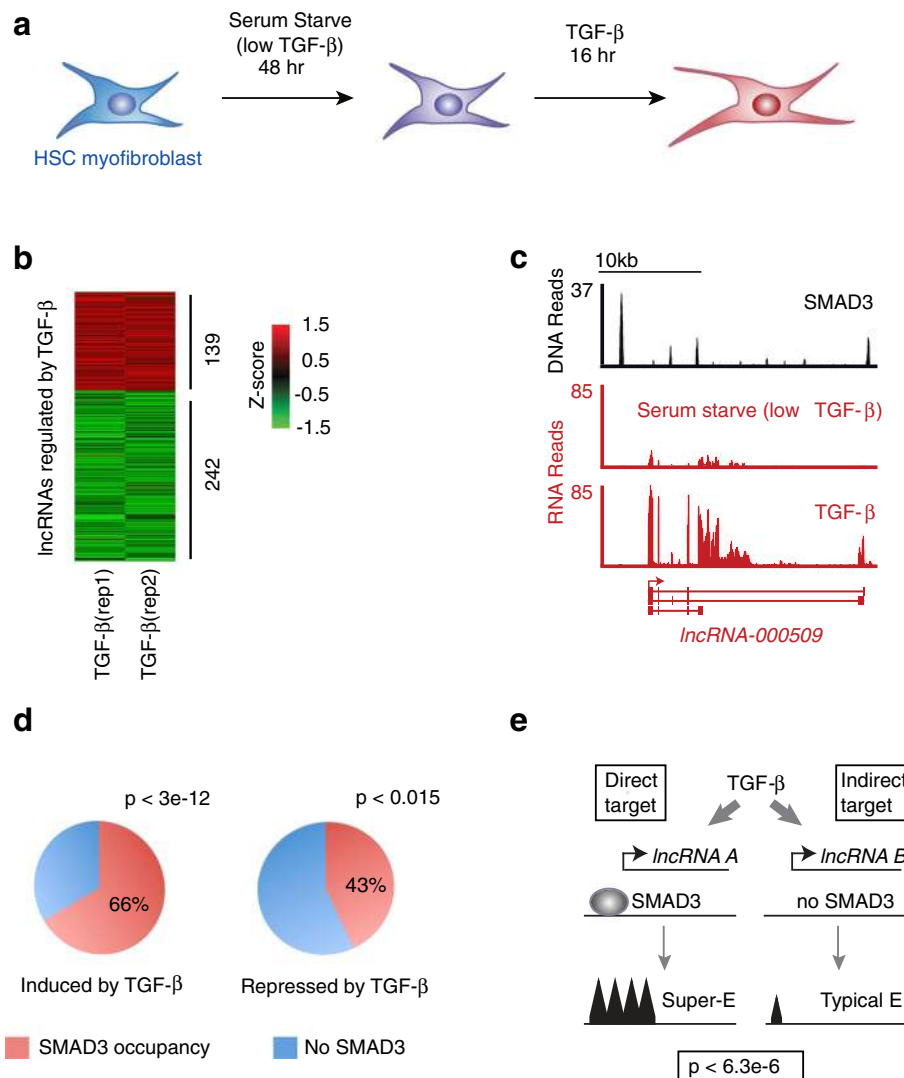 a
Serum Starve
(low TGF-β)
48 hr
TGF-β
16 hr
HSC myofibroblast
b
lncRNAs regulated by TGF-β
139
242
Z-score
1.5
0.5
-0.5
-1.5
TGF-β(rep1)
TGF-β(rep2)
c
10kb
DNA Reads
37
SMAD3
RNA Reads
85
Serum starve (low TGF-β)
85
TGF-β
lncRNA-000509
d
p < 3e-12
p < 0.015
66%
43%
Induced by TGF-β
Repressed by TGF-β
SMAD3 occupancy
No SMAD3
e
Direct
target
TGF-β
Indirect
target
lncRNA A
lncRNA B
SMAD3
no SMAD3
Super-E
Typical E
p < 6.3e-6